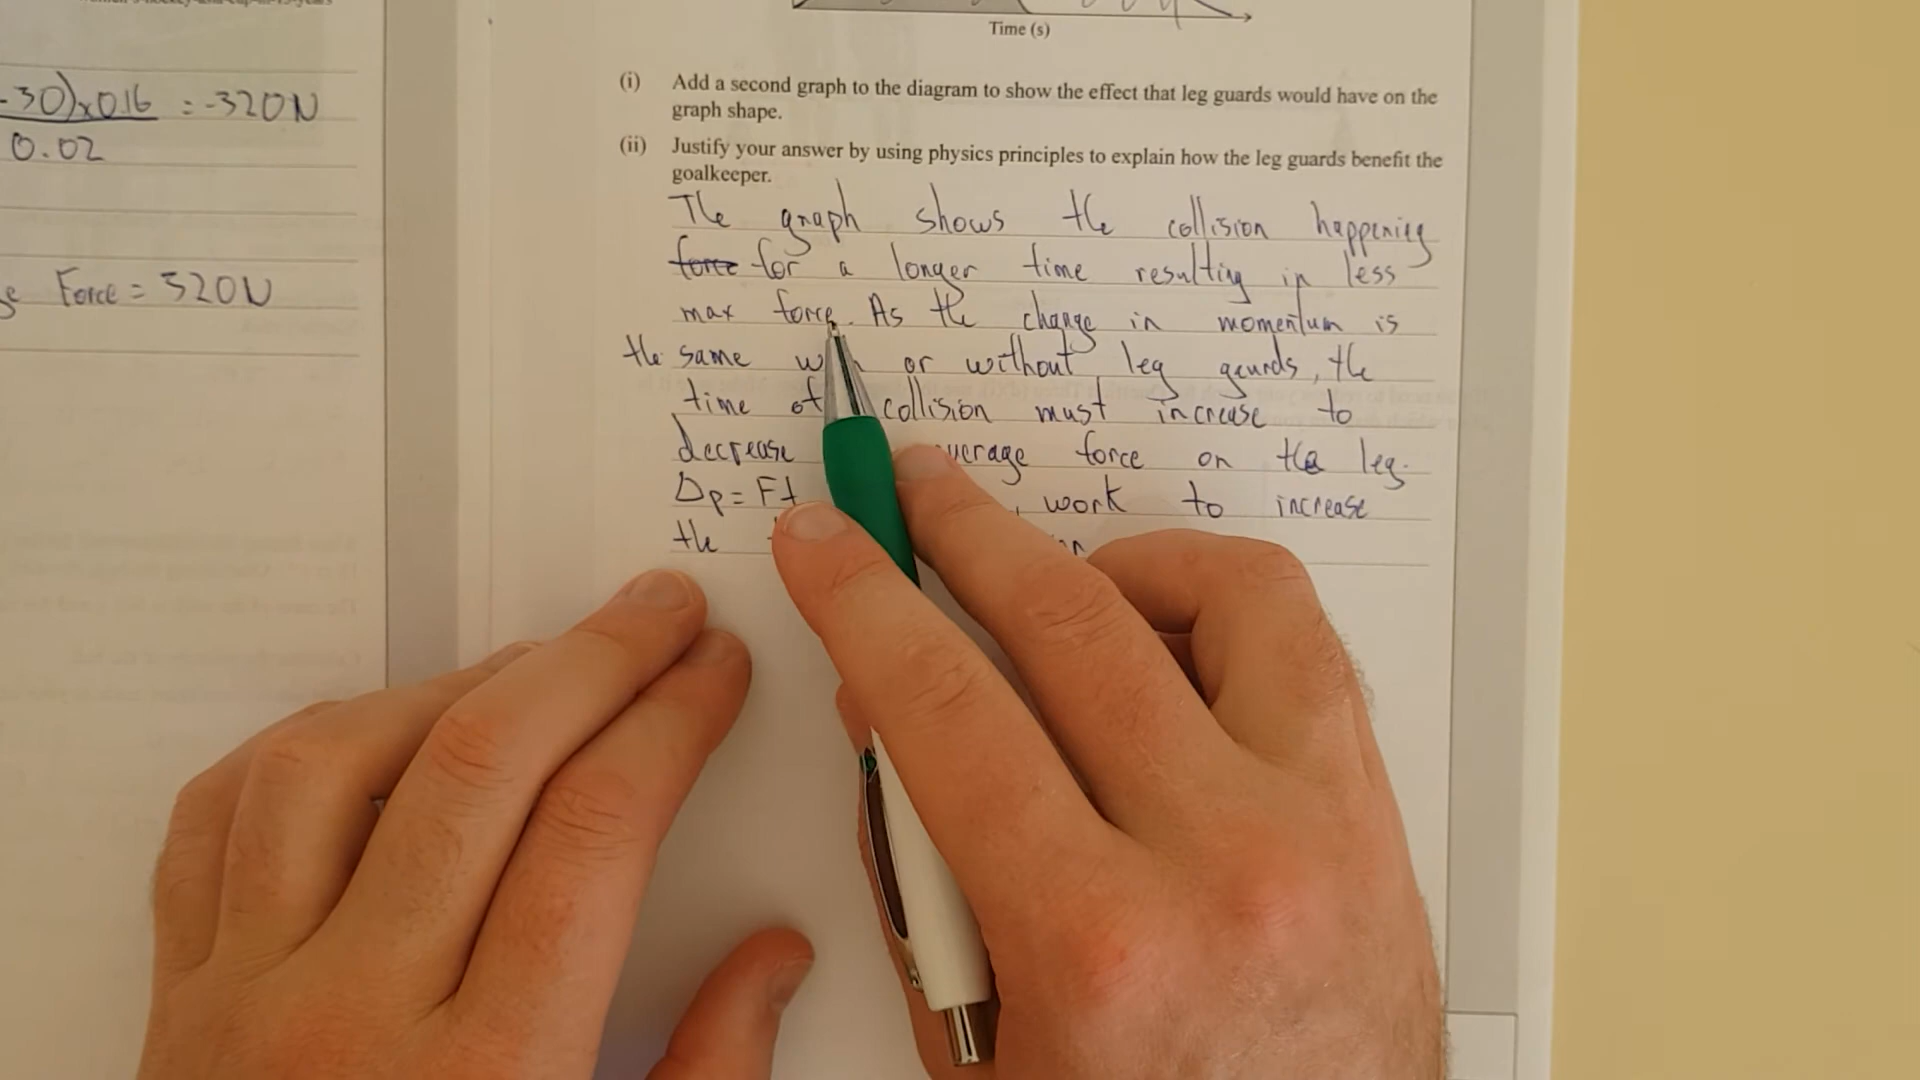 -30)x0.16 = -320N
0.02
Force = 320N
Time (s)
(i) Add a second graph to the diagram to show the effect that leg guards would have on the
graph shape.
(ii) Justify your answer by using physics principles to explain how the leg guards benefit the
goalkeeper.
The graph shows the collision happening
force for a longer time resulting in less
max force. As the change in momentum is
the same or without leg gaurds, the
time of collision must increase to
decrease force on the leg.
Δp = Ft work to increase
the